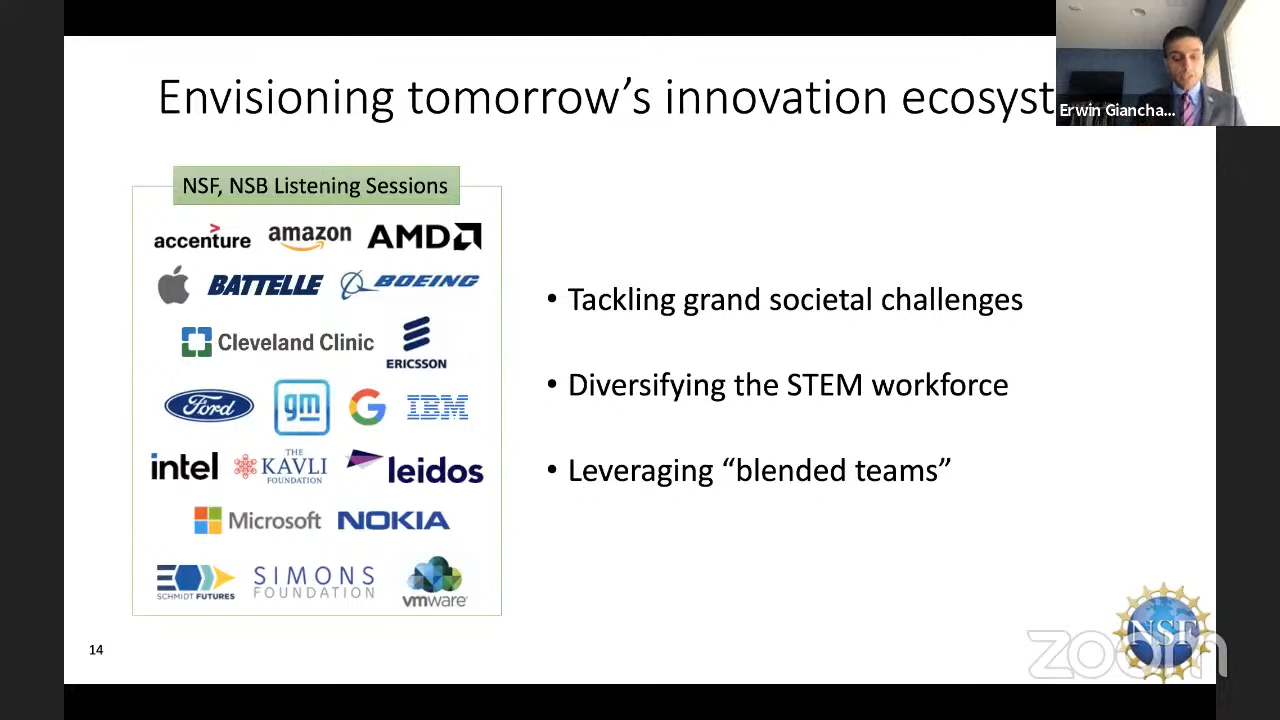 Envisioning tomorrow's innovation ecosyst
Erwin Giancha...
NSF, NSB Listening Sessions
accenture amazon AMD
BATTELLE BOEING
Cleveland Clinic ERICSSON
Ford gm G IBM
intel THE KAVLI FOUNDATION leidos
Microsoft NOKIA
SCHMIDT FUTURES SIMONS FOUNDATION vmware
• Tackling grand societal challenges
• Diversifying the STEM workforce
• Leveraging “blended teams”
14
NSF
zoom